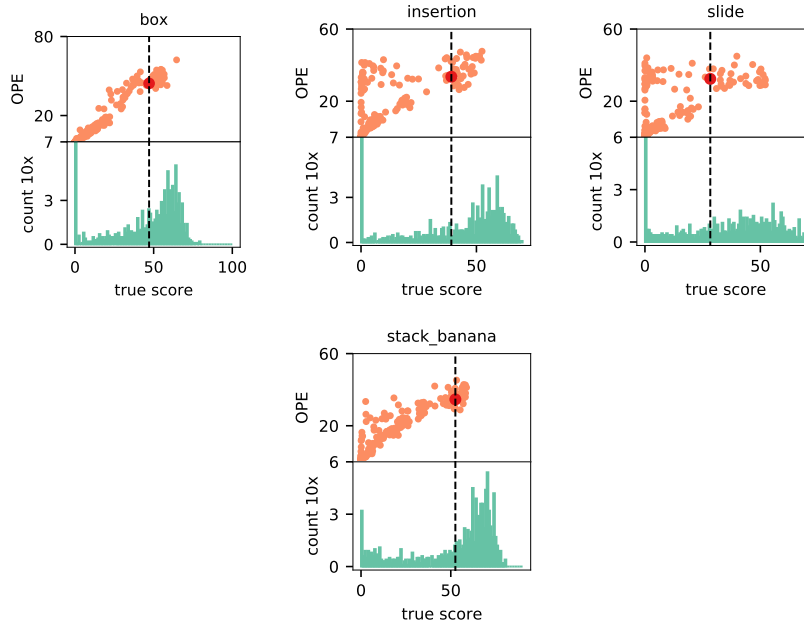 box
80
20
7
3
0
OPE
count 10x
0
50
100
true score
insertion
60
20
7
3
0
OPE
count 10x
0
50
true score
slide
60
20
6
3
0
OPE
count 10x
0
50
true score
stack_banana
60
20
6
3
0
OPE
count 10x
0
50
true score